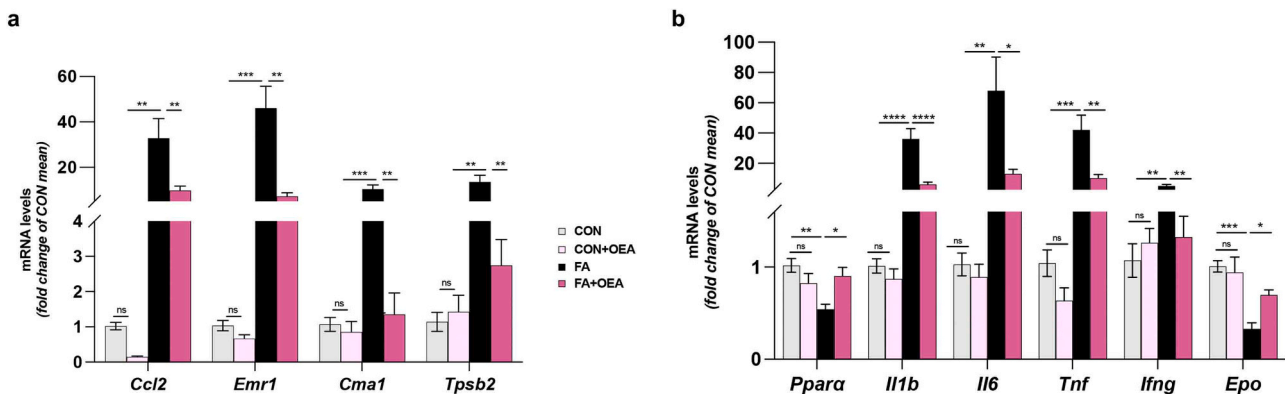 a
mRNA levels
(fold change of CON mean)
60
40
20
4
3
2
1
0
** **
*** **
*** **
** **
ns
ns
ns
ns
Ccl2 Emr1 Cma1 Tpsb2
CON
CON+OEA
FA
FA+OEA
b
mRNA levels
(fold change of CON mean)
100
80
60
40
20
1
0
** *
**** ****
** *
*** **
** **
*** *
ns
ns
ns
ns
ns
ns
Pparα Il1b Il6 Tnf Ifng Epo